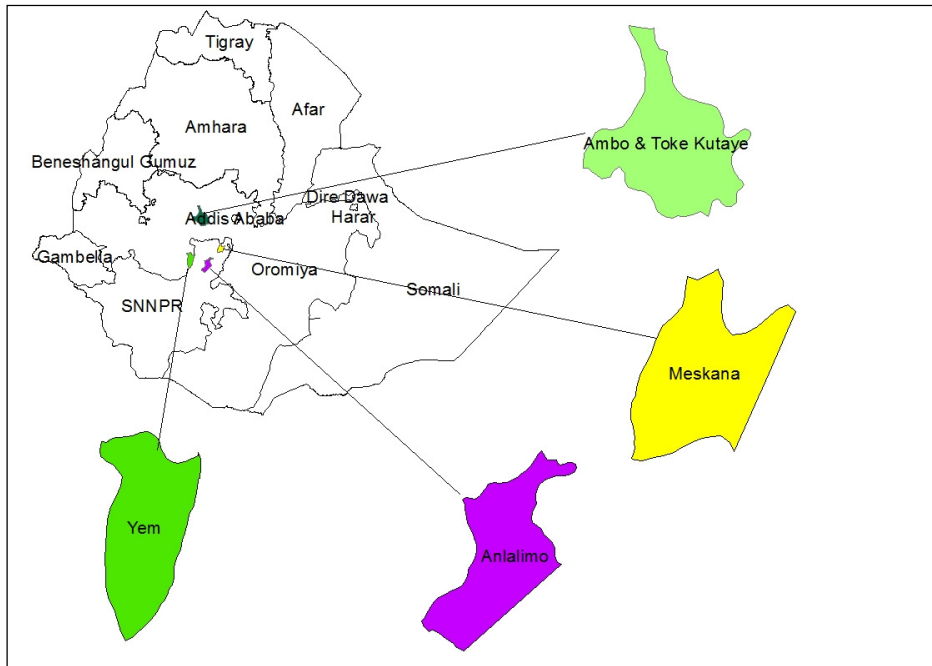 Tigray
Afar
Amhara
Ambo & Toke Kutaye
Beneshangul Gumuz
Dire Dawa
Addis Ababa
Harar
Gambella
Oromiya
Somali
SNNPR
Meskana
Yem
Anlalimo